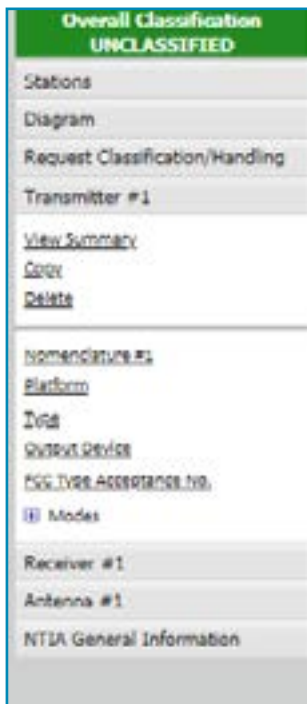 Overall Classification
UNCLASSIFIED
Stations
Diagram
Request Classification/Handling
Transmitter #1
View Summary
Copy
Delete
Nomenclature #1
Platform
Type
Output Device
FCC Type Acceptance No.
Modes
Receiver #1
Antenna #1
NTIA General Information